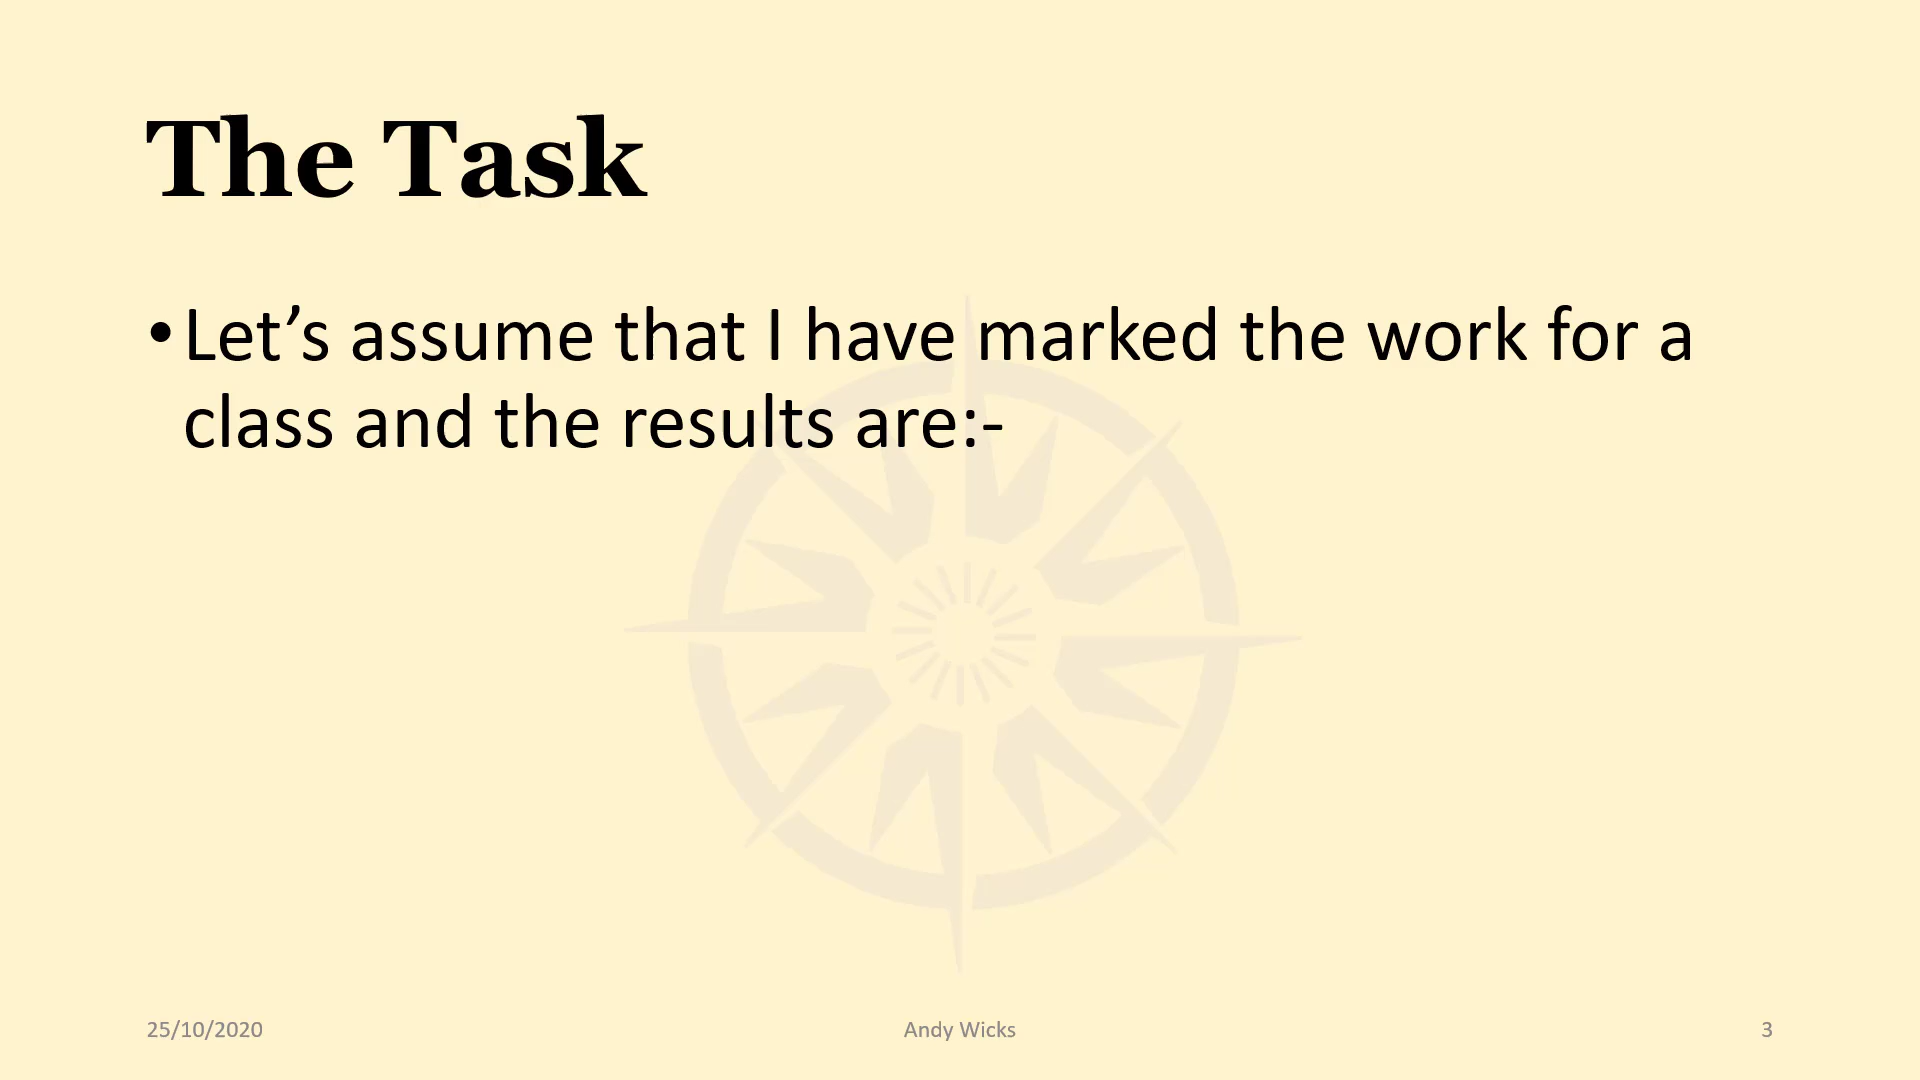 The Task
•Let’s assume that I have marked the work for a
class and the results are:-
25/10/2020
Andy Wicks
3